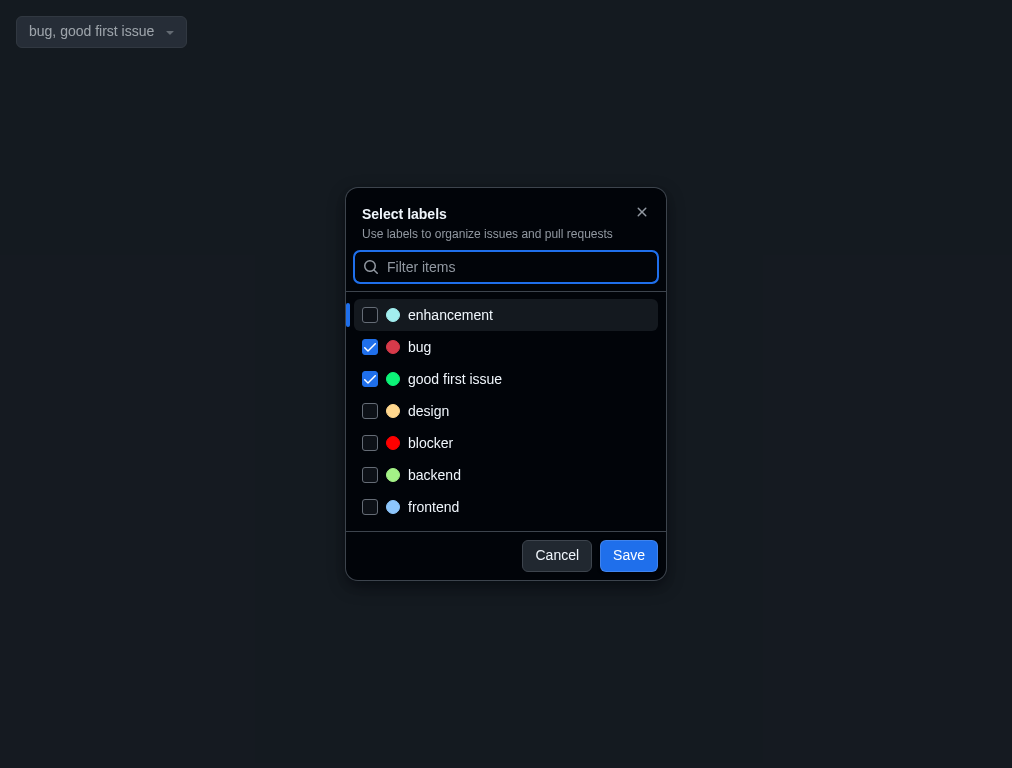 bug, good first issue
Select labels
Use labels to organize issues and pull requests
Filter items
enhancement
bug
good first issue
design
blocker
backend
frontend
Cancel Save